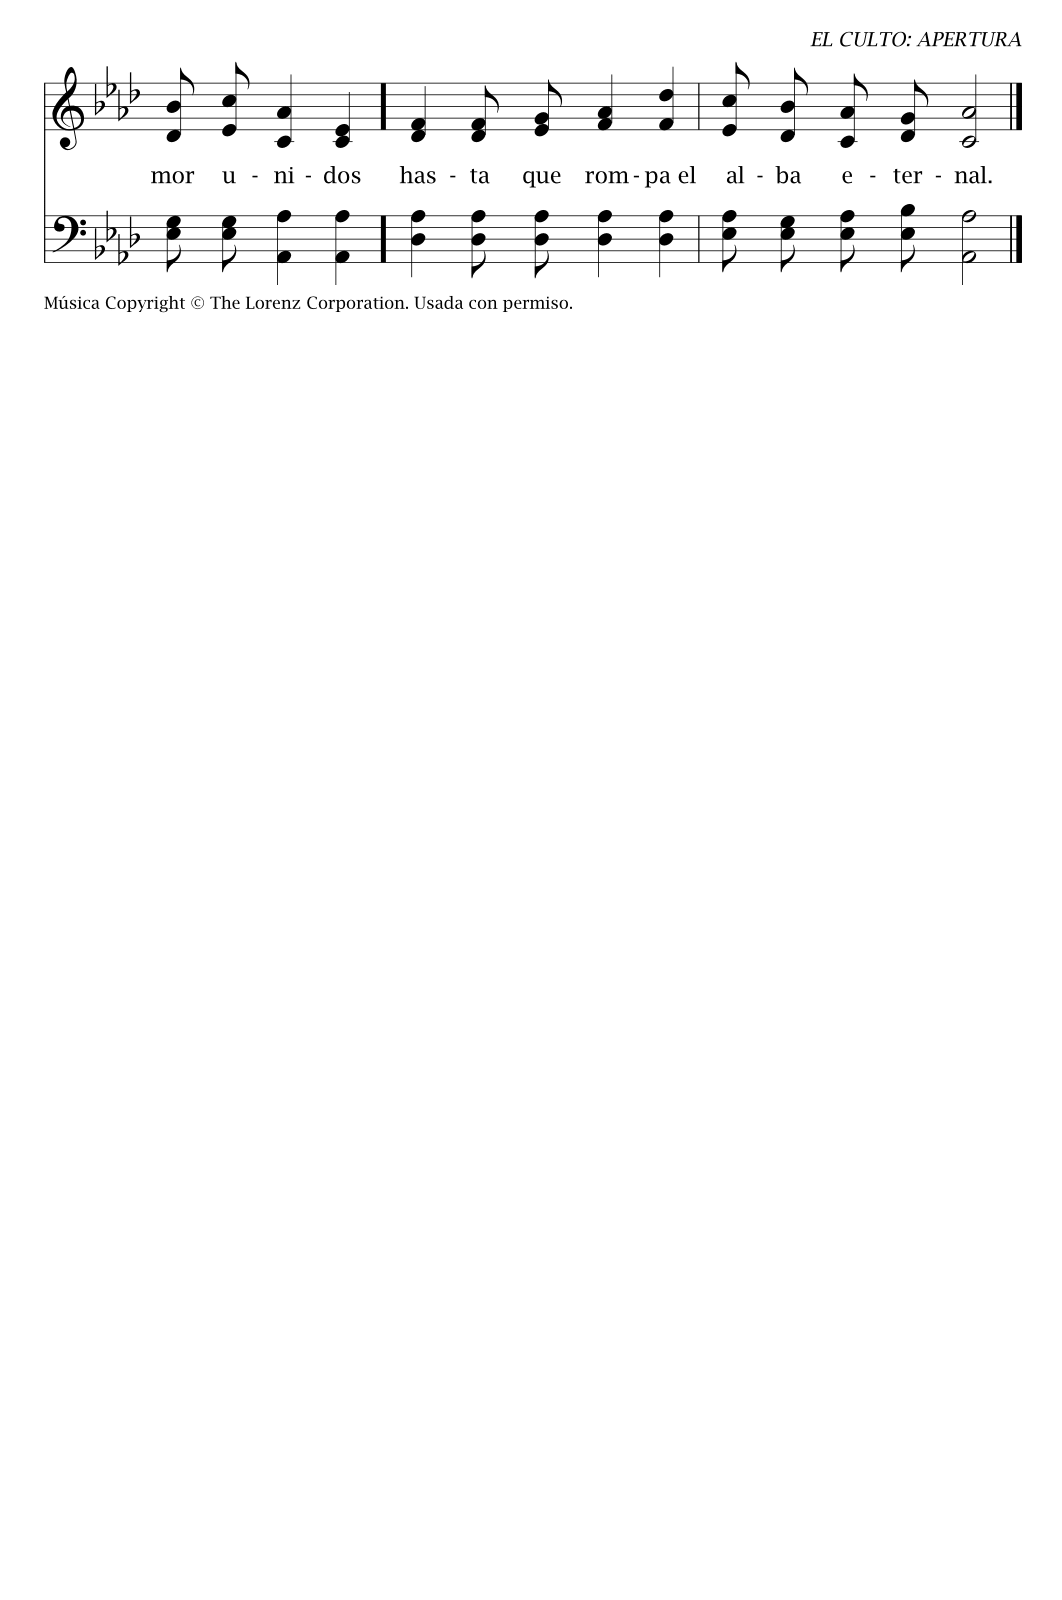 EL CULTO: APERTURA
mor u - ni - dos has - ta que rom - pa el al - ba e - ter - nal.
Música Copyright © The Lorenz Corporation. Usada con permiso.